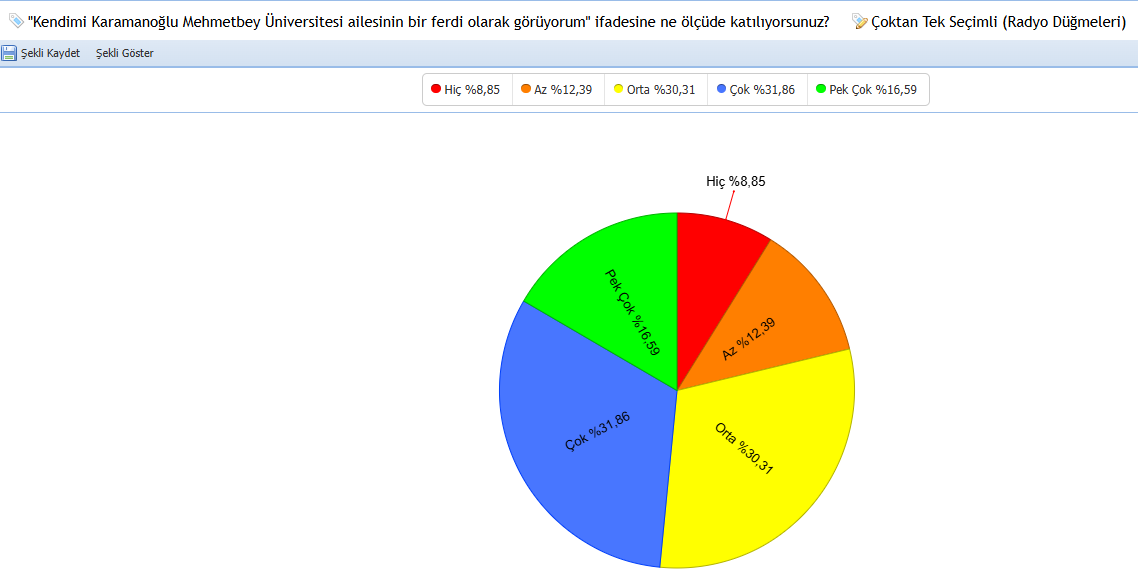 "Kendimi Karamanoğlu Mehmetbey Üniversitesi ailesinin bir ferdi olarak görüyorum" ifadesine ne ölçüde katılıyorsunuz? Çoktan Tek Seçimli (Radyo Düğmeleri)
Şekli Kaydet Şekli Göster
Hiç %8,85 Az %12,39 Orta %30,31 Çok %31,86 Pek Çok %16,59
Hiç %8,85
Pek Çok %16,59
Az %12,39
Çok %31,86
Orta %30,31